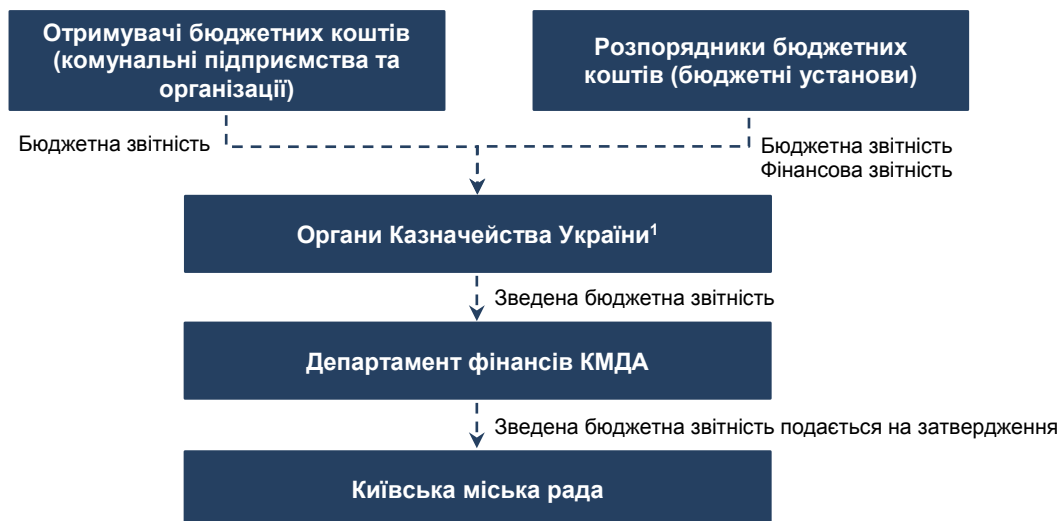 Отримувачі бюджетних коштів
(комунальні підприємства та
організації)
Розпорядники бюджетних
коштів (бюджетні установи)
Бюджетна звітність
Бюджетна звітність
Фінансова звітність
Органи Казначейства України¹
Зведена бюджетна звітність
Департамент фінансів КМДА
Зведена бюджетна звітність подається на затвердження
Київська міська рада